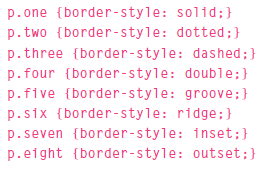 p.one {border-style: solid;}
p.two {border-style: dotted;}
p.three {border-style: dashed;}
p.four {border-style: double;}
p.five {border-style: groove;}
p.six {border-style: ridge;}
p.seven {border-style: inset;}
p.eight {border-style: outset;}